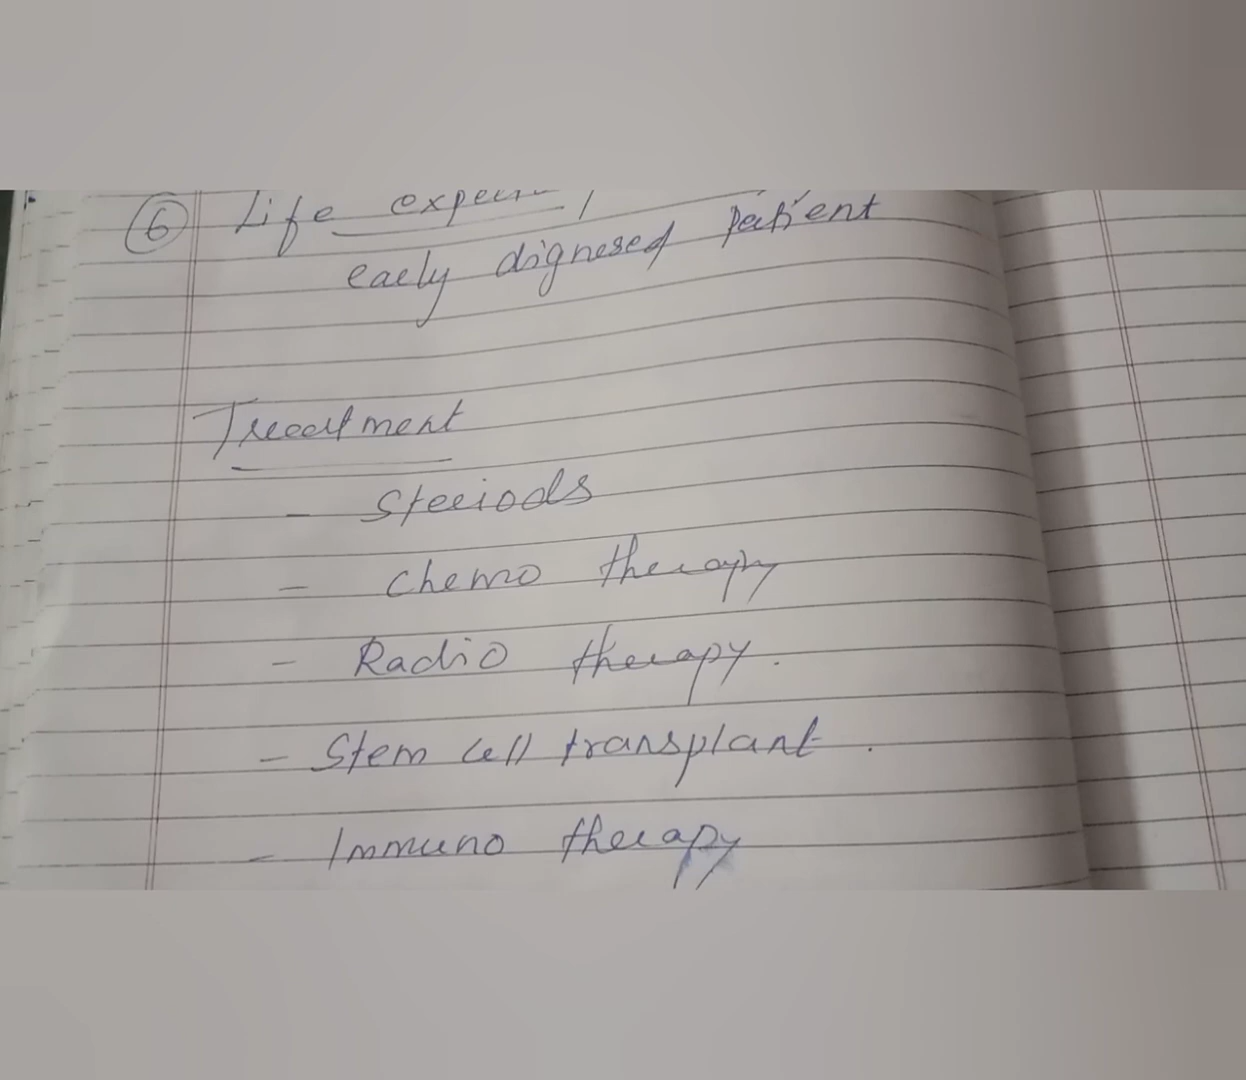 6 Life
early dignesed patient
Treatment
- Steriods
- Chemo therapy
- Radio therapy.
- Stem cell transplant.
- Immuno therapy